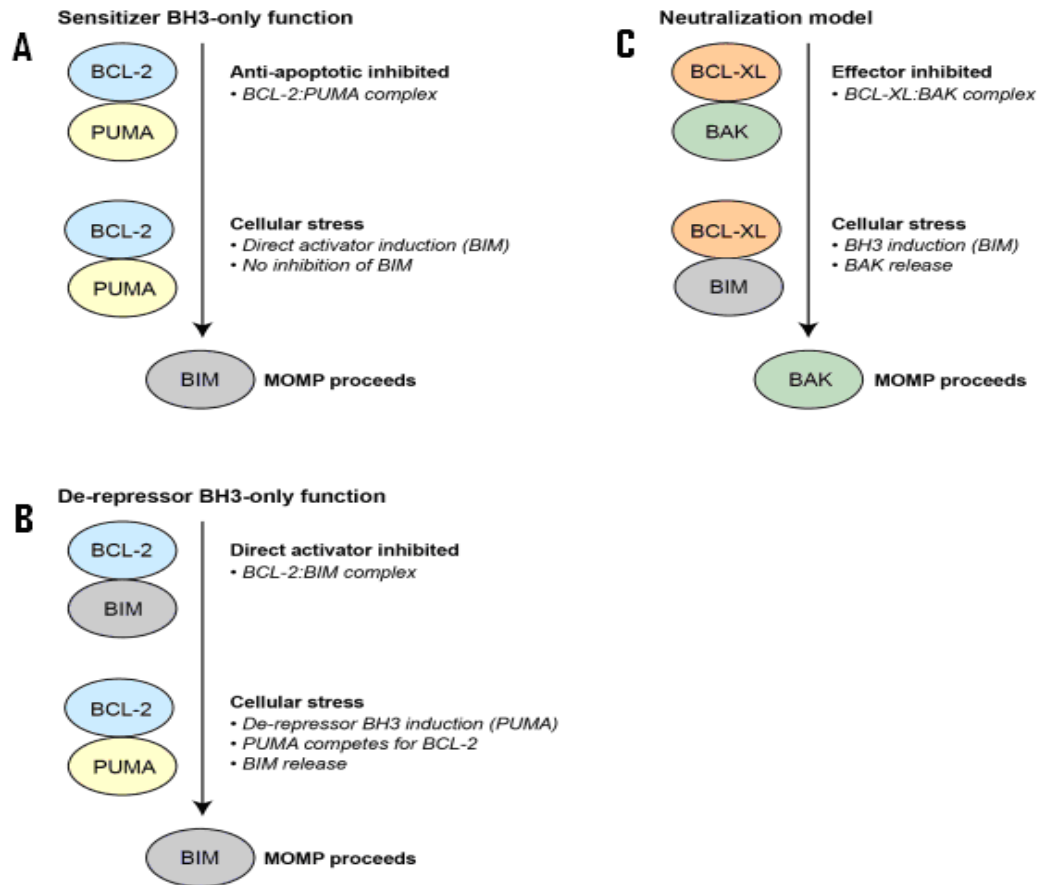 A
Sensitizer BH3-only function
BCL-2
PUMA
Anti-apoptotic inhibited
• BCL-2:PUMA complex
BCL-2
PUMA
Cellular stress
• Direct activator induction (BIM)
• No inhibition of BIM
BIM
MOMP proceeds
B
De-repressor BH3-only function
BCL-2
BIM
Direct activator inhibited
• BCL-2:BIM complex
BCL-2
PUMA
Cellular stress
• De-repressor BH3 induction (PUMA)
• PUMA competes for BCL-2
• BIM release
BIM
MOMP proceeds
C
Neutralization model
BCL-XL
BAK
Effector inhibited
• BCL-XL:BAK complex
BCL-XL
BIM
Cellular stress
• BH3 induction (BIM)
• BAK release
BAK
MOMP proceeds